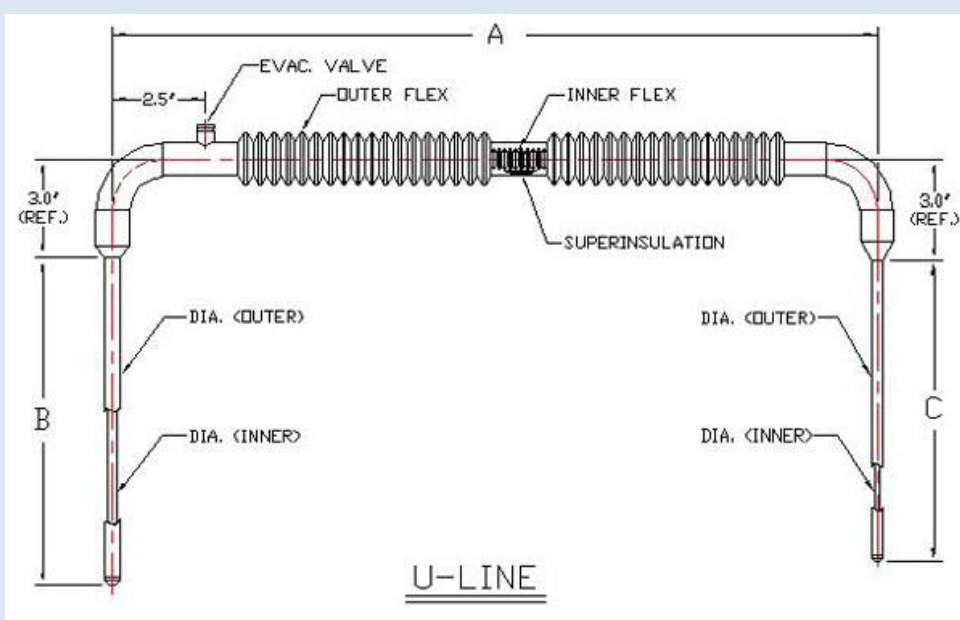 A
EVAC. VALVE
2.5"
OUTER FLEX
INNER FLEX
3.0"
(REF.)
3.0"
(REF.)
SUPERINSULATION
DIA. (OUTER)
DIA. (OUTER)
B
C
DIA. (INNER)
DIA. (INNER)
U-LINE